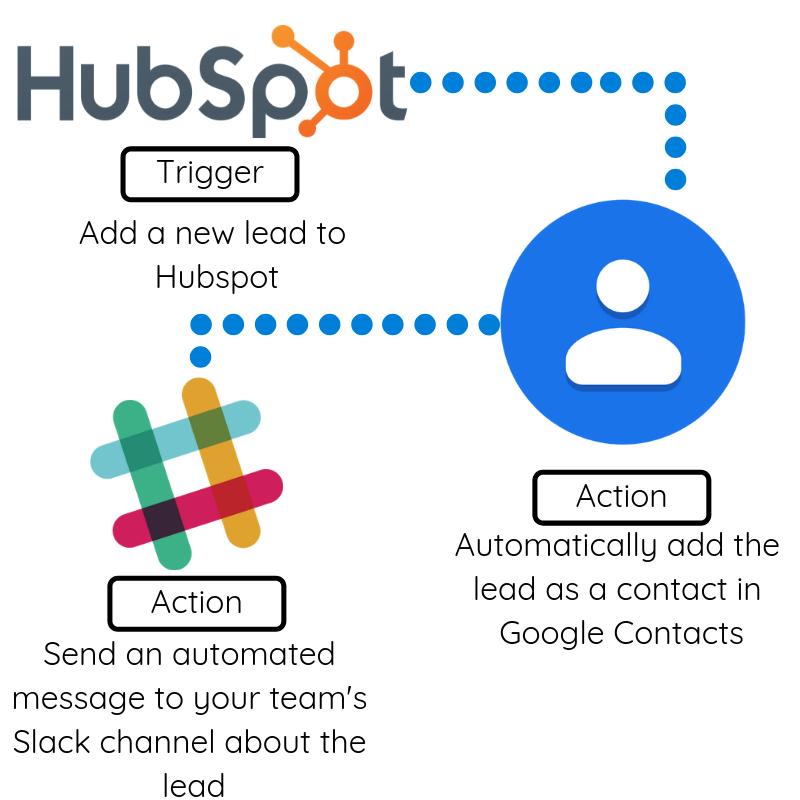 HubSpot
Trigger
Add a new lead to
Hubspot
Action
Automatically add the
lead as a contact in
Google Contacts
Action
Send an automated
message to your team's
Slack channel about the
lead